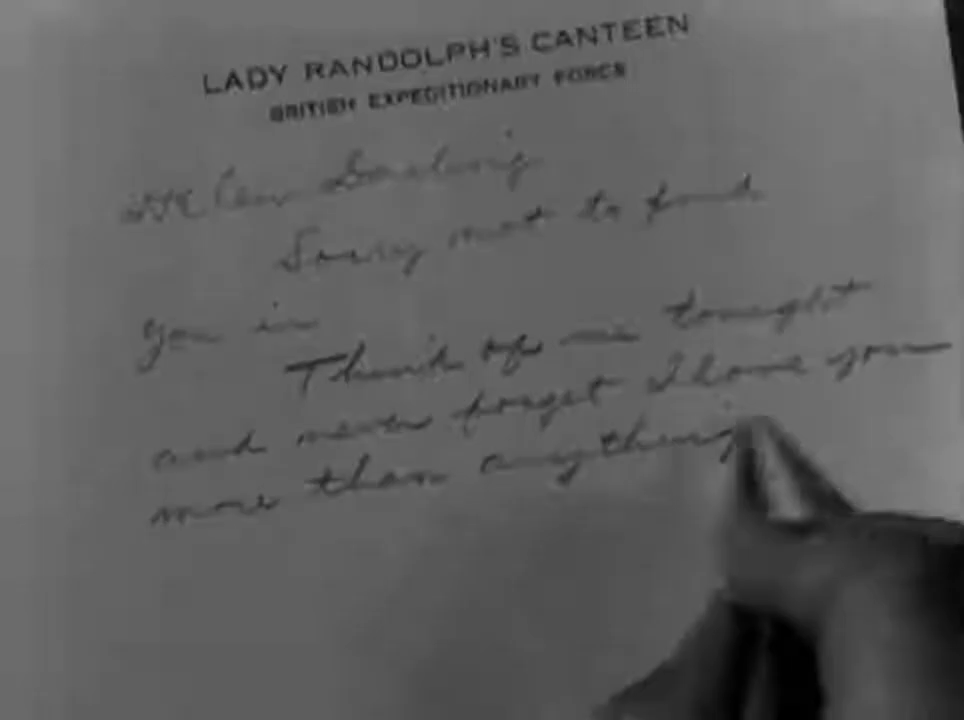 LADY RANDOLPH'S CANTEEN
BRITISH EXPEDITIONARY FORCE
Darling
Sorry not to find
you in
Think of me tonight
and never forget I love you
more than anything